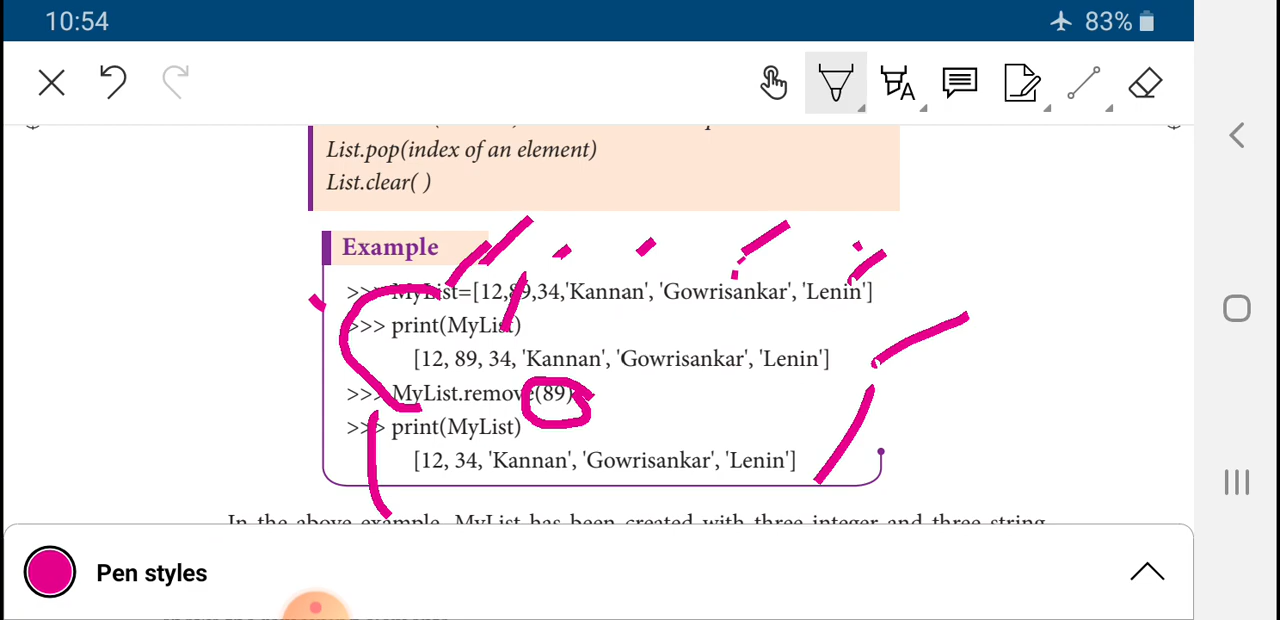 10:54 83%
List.pop(index of an element)
List.clear( )
Example
>>> MyList=[12,89,34,'Kannan', 'Gowrisankar', 'Lenin']
>>> print(MyList)
[12, 89, 34, 'Kannan', 'Gowrisankar', 'Lenin']
>>> MyList.remove(89)
>>> print(MyList)
[12, 34, 'Kannan', 'Gowrisankar', 'Lenin']
In the above example, MyList has been created with three integer and three string
Pen styles